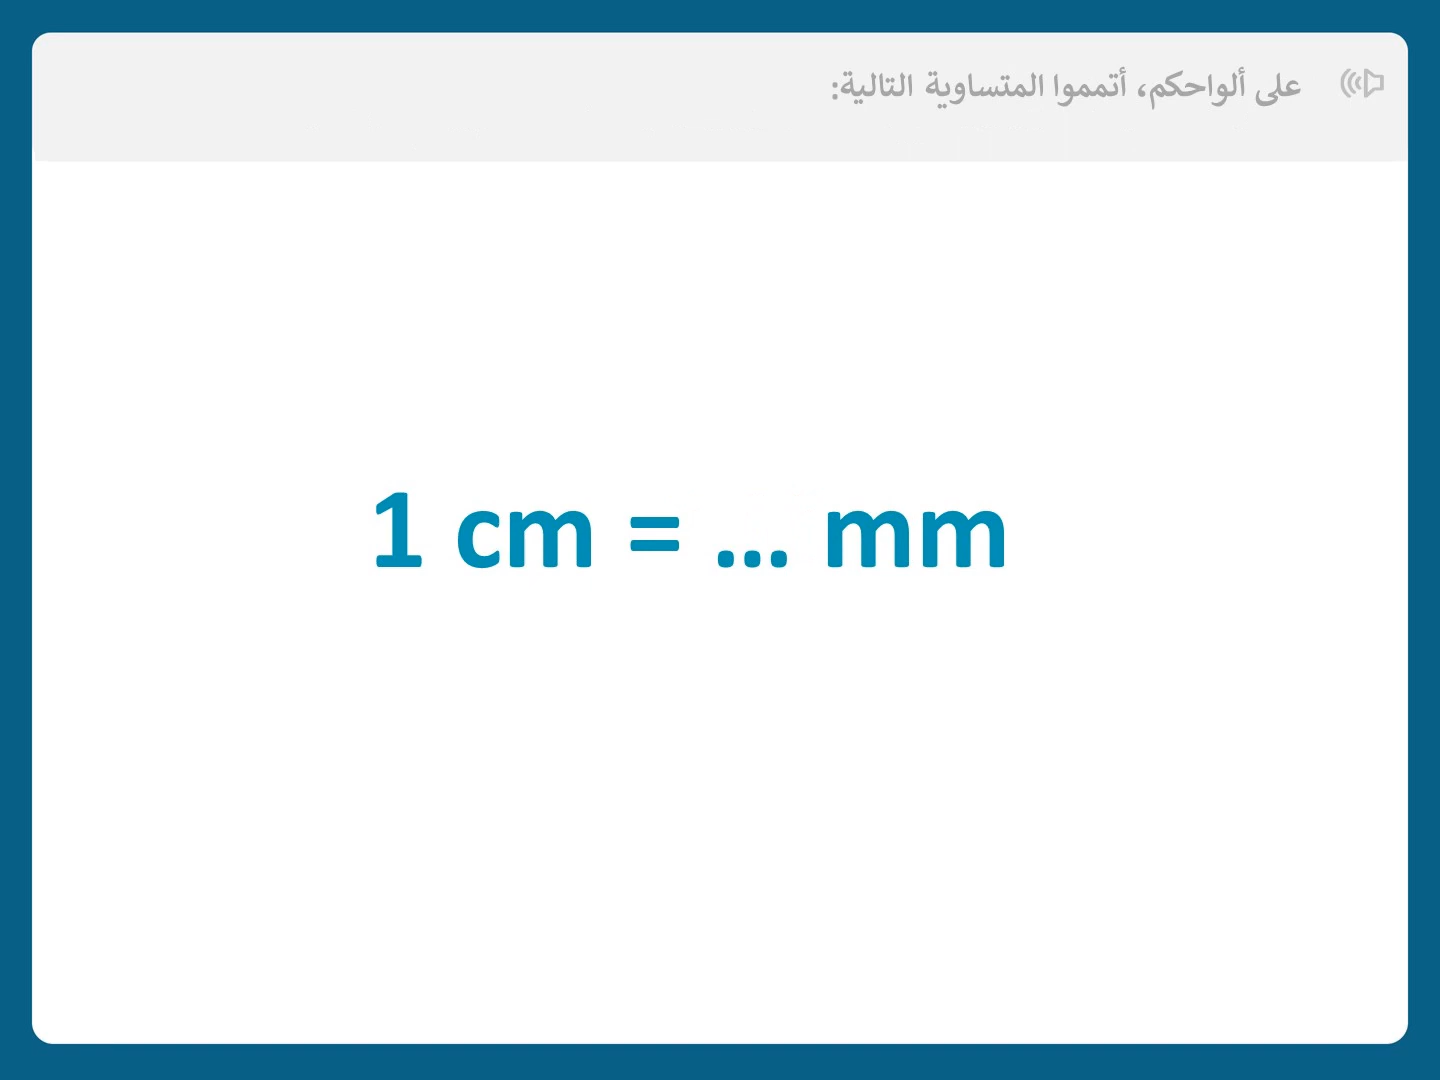 على ألواحكم، أتمموا المتساوية التالية:
1 cm = ... mm